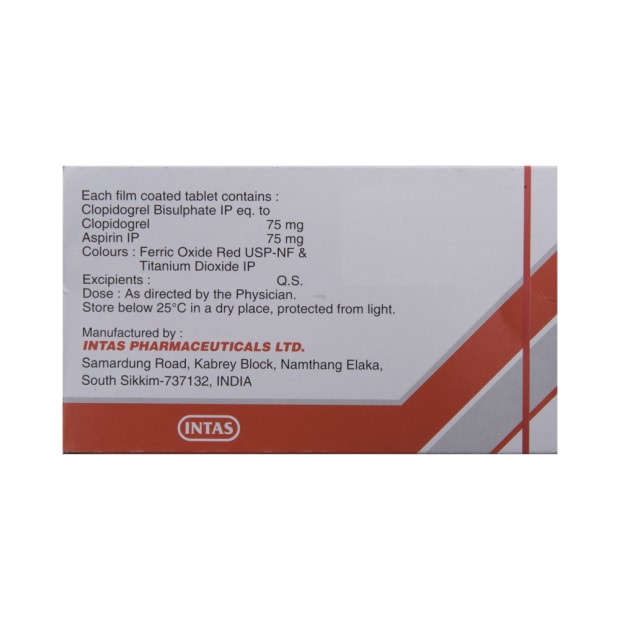 Each film coated tablet contains :
Clopidogrel Bisulphate IP eq. to
Clopidogrel 75 mg
Aspirin IP 75 mg
Colours : Ferric Oxide Red USP-NF &
Titanium Dioxide IP
Excipients : Q.S.
Dose : As directed by the Physician.
Store below 25°C in a dry place, protected from light.
Manufactured by :
INTAS PHARMACEUTICALS LTD.
Samardung Road, Kabrey Block, Namthang Elaka,
South Sikkim-737132, INDIA
INTAS